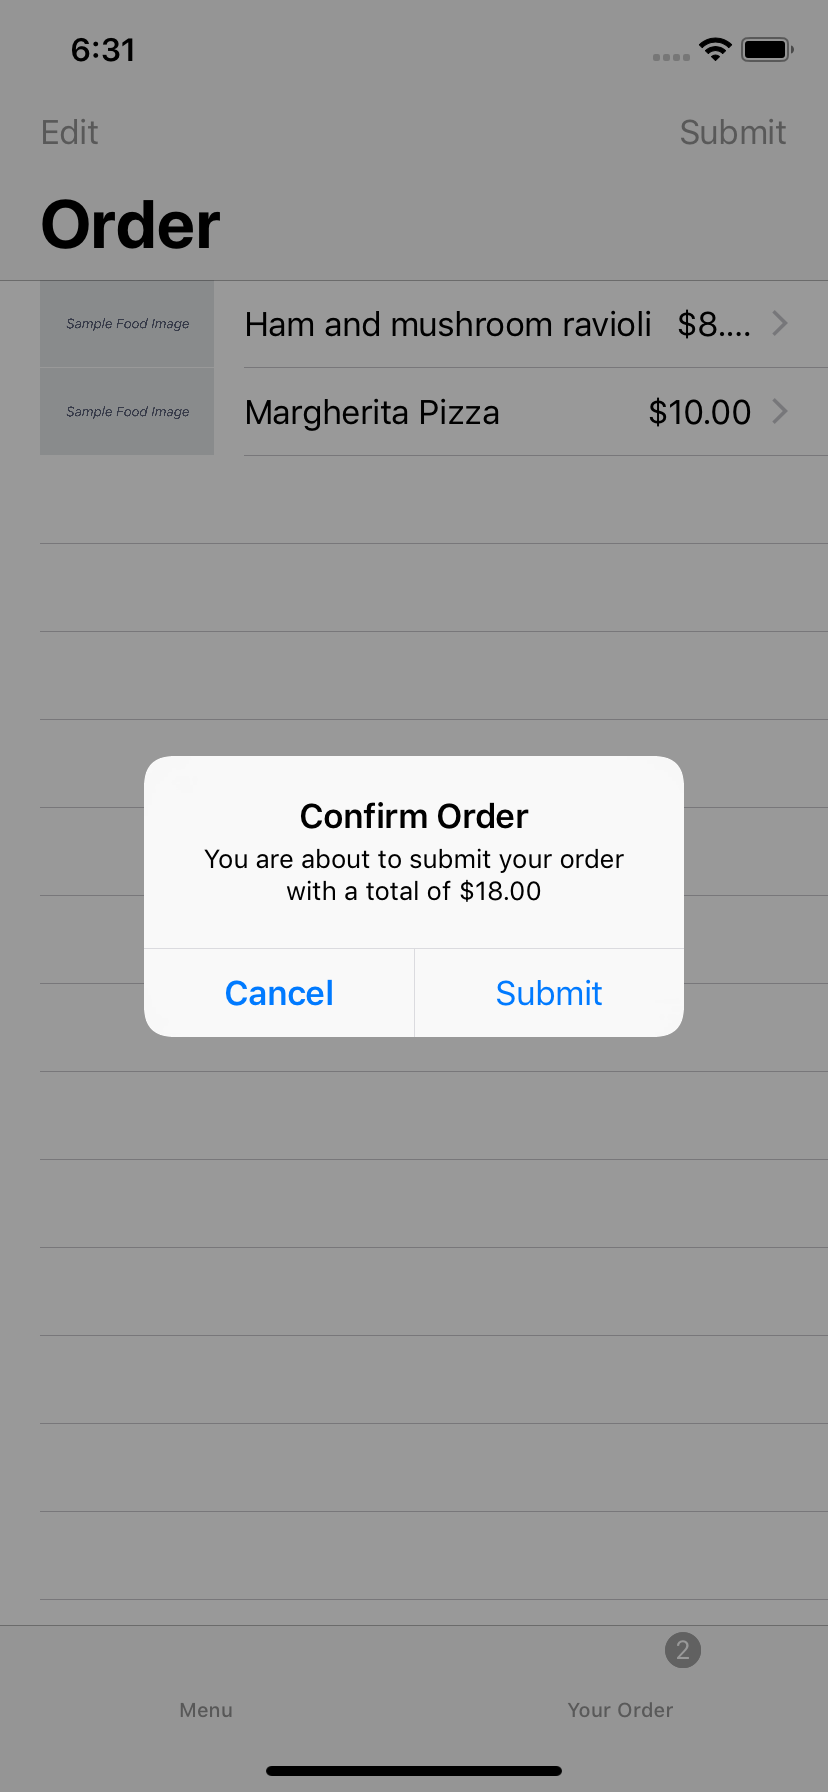 6:31
Edit
Submit
Order
Sample Food Image
Ham and mushroom ravioli $8....
Sample Food Image
Margherita Pizza $10.00
Confirm Order
You are about to submit your order
with a total of $18.00
Cancel
Submit
2
Menu
Your Order